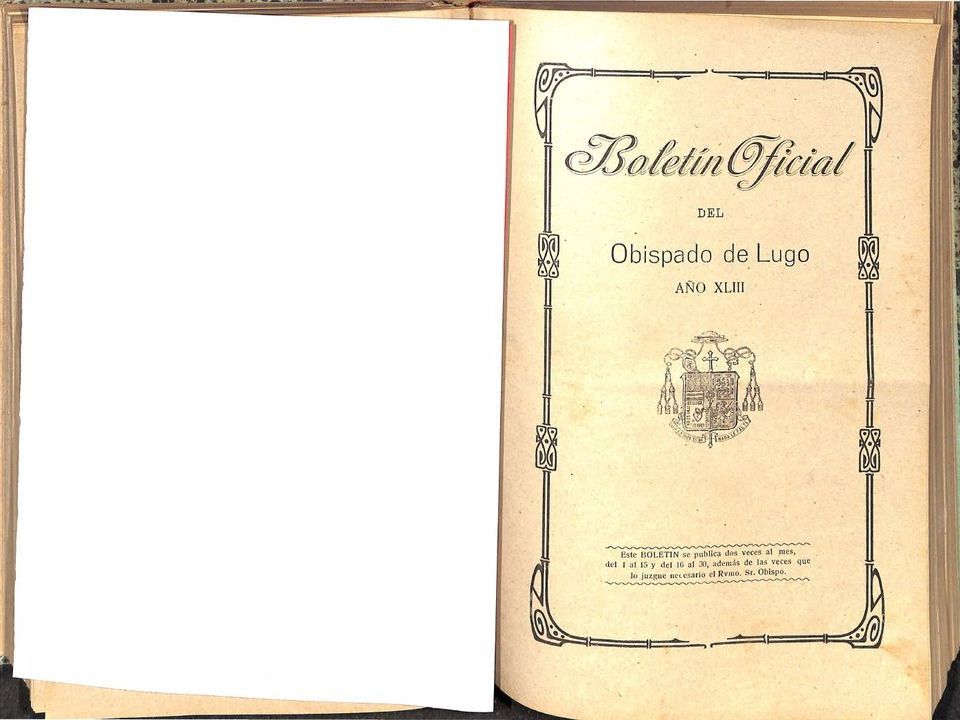 Boletín Oficial
DEL
Obispado de Lugo
AÑO XLIII
Este BOLETIN se publica dos veces al mes,
del 1 al 15 y del 16 al 30, además de las veces que
lo juzgue necesario el Rvmo. Sr. Obispo.